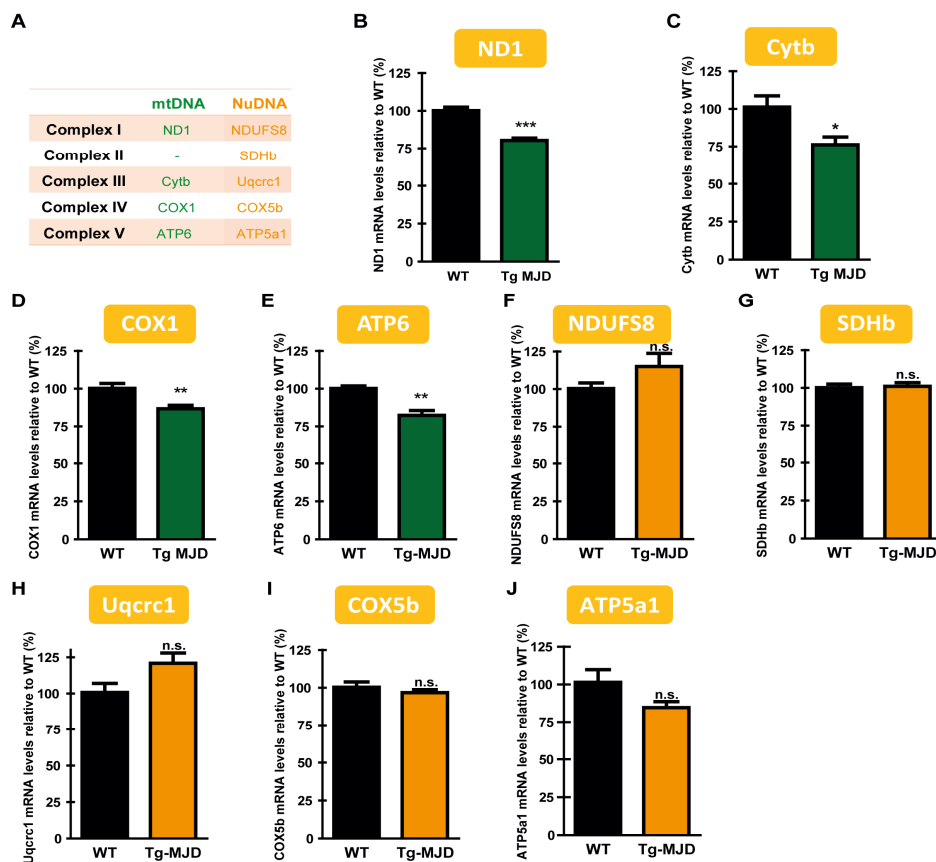 A
mtDNA NuDNA
Complex I ND1 NDUFS8
Complex II - SDHb
Complex III Cytb Uqcrc1
Complex IV COX1 COX5b
Complex V ATP6 ATP5a1
B
ND1
ND1 mRNA levels relative to WT (%)
125
100
75
50
25
0
***
WT Tg MJD
C
Cytb
Cytb mRNA levels relative to WT (%)
125
100
75
50
25
0
*
WT Tg MJD
D
COX1
COX1 mRNA levels relative to WT (%)
125
100
75
50
25
0
**
WT Tg MJD
E
ATP6
ATP6 mRNA levels relative to WT (%)
125
100
75
50
25
0
**
WT Tg-MJD
F
NDUFS8
NDUFS8 mRNA levels relative to WT (%)
125
100
75
50
25
0
n.s.
WT Tg-MJD
G
SDHb
SDHb mRNA levels relative to WT (%)
125
100
75
50
25
0
n.s.
WT Tg-MJD
H
Uqcrc1
Uqcrc1 mRNA levels relative to WT (%)
125
100
75
50
25
0
n.s.
WT Tg-MJD
I
COX5b
COX5b mRNA levels relative to WT (%)
125
100
75
50
25
0
n.s.
WT Tg-MJD
J
ATP5a1
ATP5a1 mRNA levels relative to WT (%)
125
100
75
50
25
0
n.s.
WT Tg-MJD